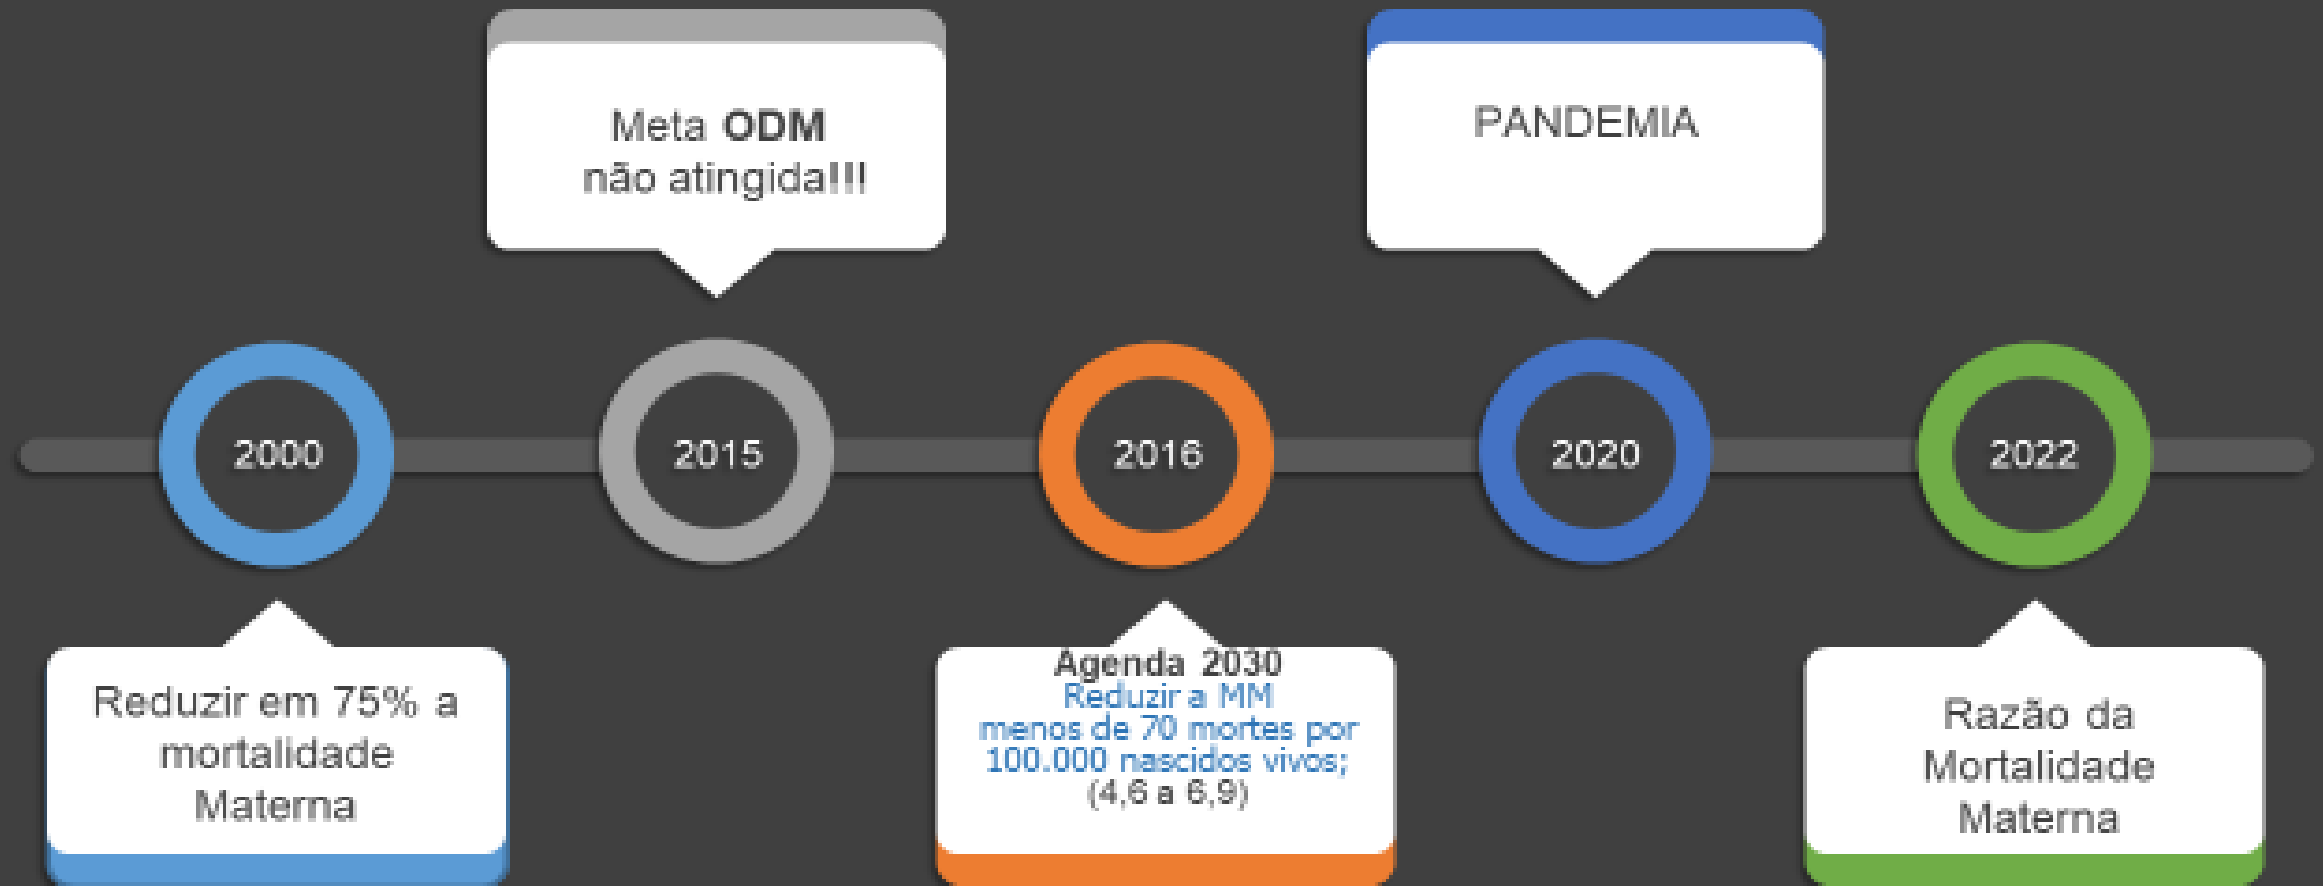 Meta ODM
não atingida!!!
PANDEMIA
2000
2015
2016
2020
2022
Reduzir em 75% a
mortalidade
Materna
Agenda 2030
Reduzir a MM
menos de 70 mortes por
100.000 nascidos vivos;
(4,6 a 6,9)
Razão da
Mortalidade
Materna